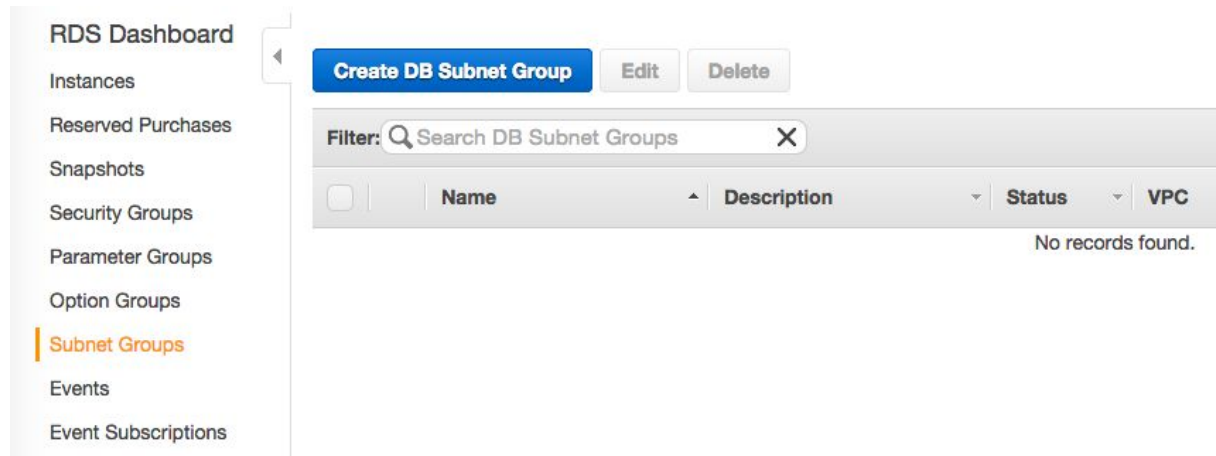 RDS Dashboard
Instances
Reserved Purchases
Snapshots
Security Groups
Parameter Groups
Option Groups
Subnet Groups
Events
Event Subscriptions
Create DB Subnet Group Edit Delete
Filter: Search DB Subnet Groups
Name Description Status VPC
No records found.